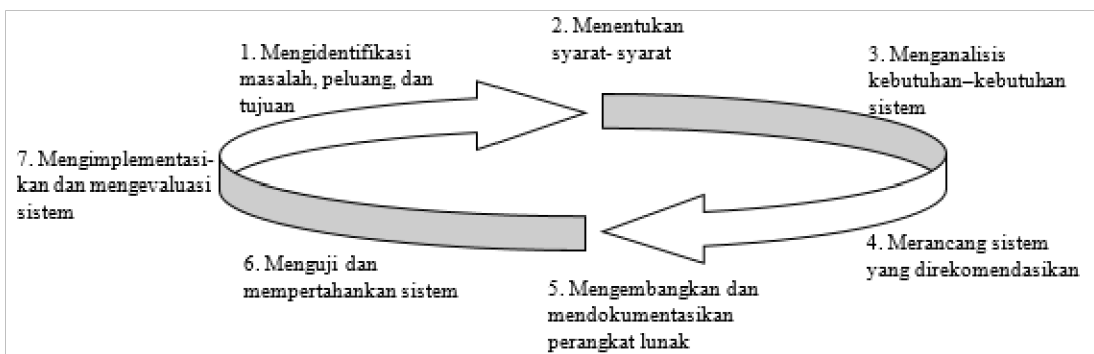 1. Mengidentifikasi
masalah, peluang, dan
tujuan
2. Menentukan
syarat- syarat
3. Menganalisis
kebutuhan–kebutuhan
sistem
4. Merancang sistem
yang direkomendasikan
5. Mengembangkan dan
mendokumentasikan
perangkat lunak
6. Menguji dan
mempertahankan sistem
7. Mengimplementasi-
kan dan mengevaluasi
sistem